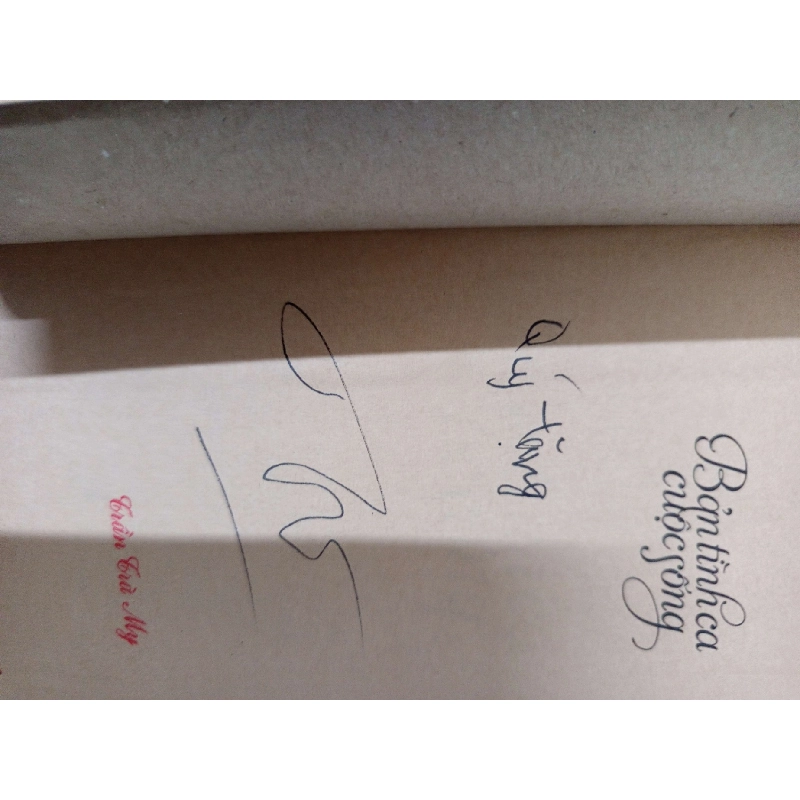 Bản tình ca
cuộc sống
Quý tặng
Trần Trà My